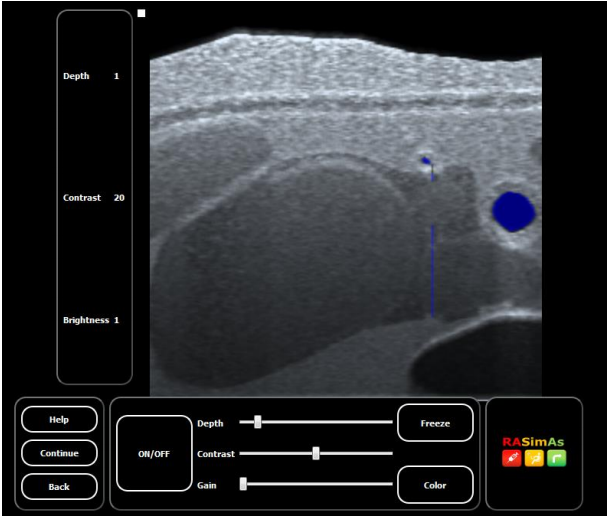 Depth 1
Contrast 20
Brightness 1
Help
Continue
Back
ON/OFF
Depth
Contrast
Gain
Freeze
Color
RASimAs